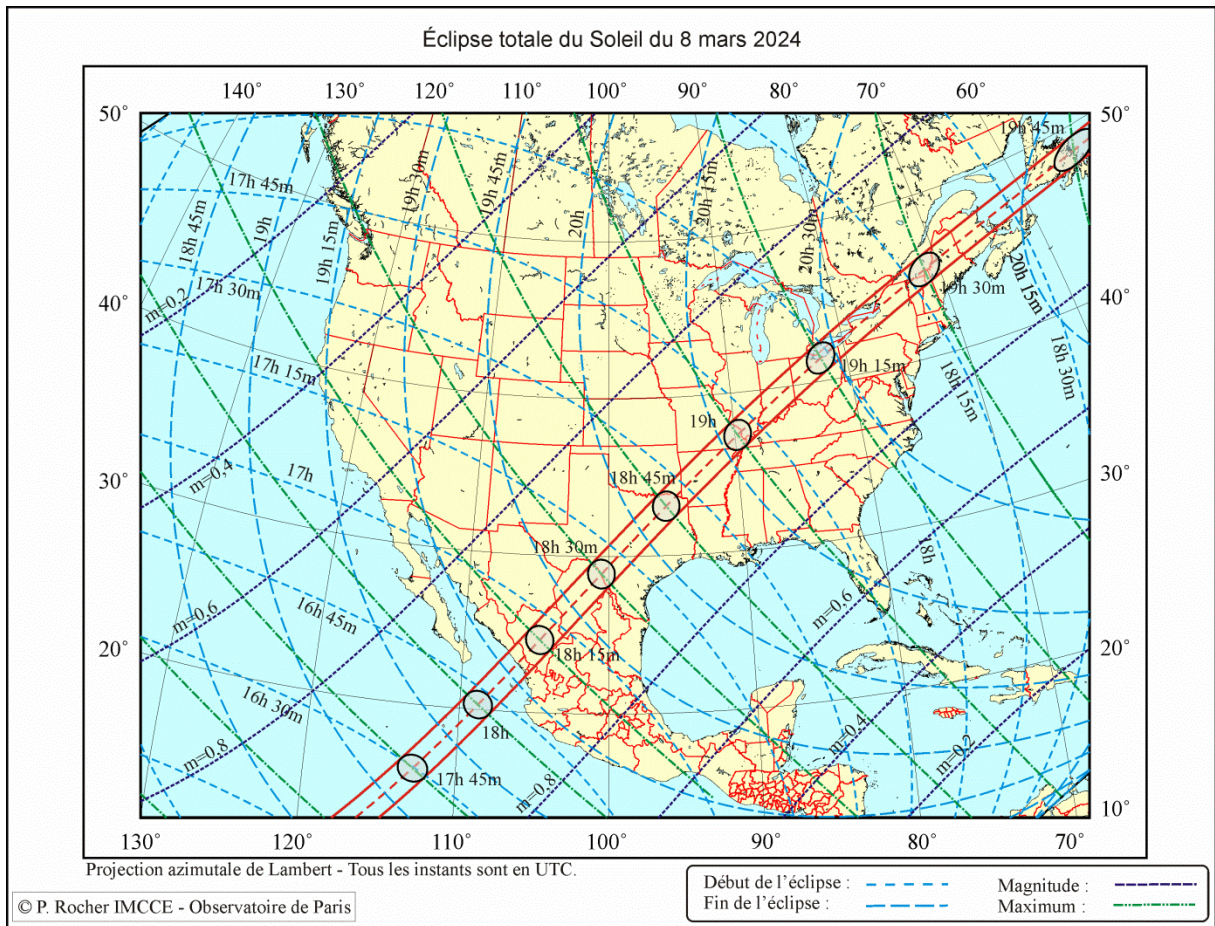 Éclipse totale du Soleil du 8 mars 2024
140° 130° 120° 110° 100° 90° 80° 70° 60°
50° 50°
19h 45m
17h 45m
18h 45m
19h
19h 15m
19h 30m
19h 45m
20h
20h 15m
20h 30m
20h 15m
19h 30m
m=0.2
17h 30m
40° 40°
17h 15m
19h 15m
18h 30m
18h 15m
19h
m=0,4
17h
30° 30°
18h 45m
18h 30m
18h
m=0.6
m=0.6
16h 45m
18h 15m
20° 20°
16h 30m
18h
m=0.4
m=0.2
m=0.8
17h 45m
m=0.8
10°
130° 120° 110° 100° 90° 80° 70°
Projection azimutale de Lambert - Tous les instants sont en UTC.
Début de l'éclipse :
Fin de l'éclipse :
Magnitude :
Maximum :
© P. Rocher IMCCE - Observatoire de Paris